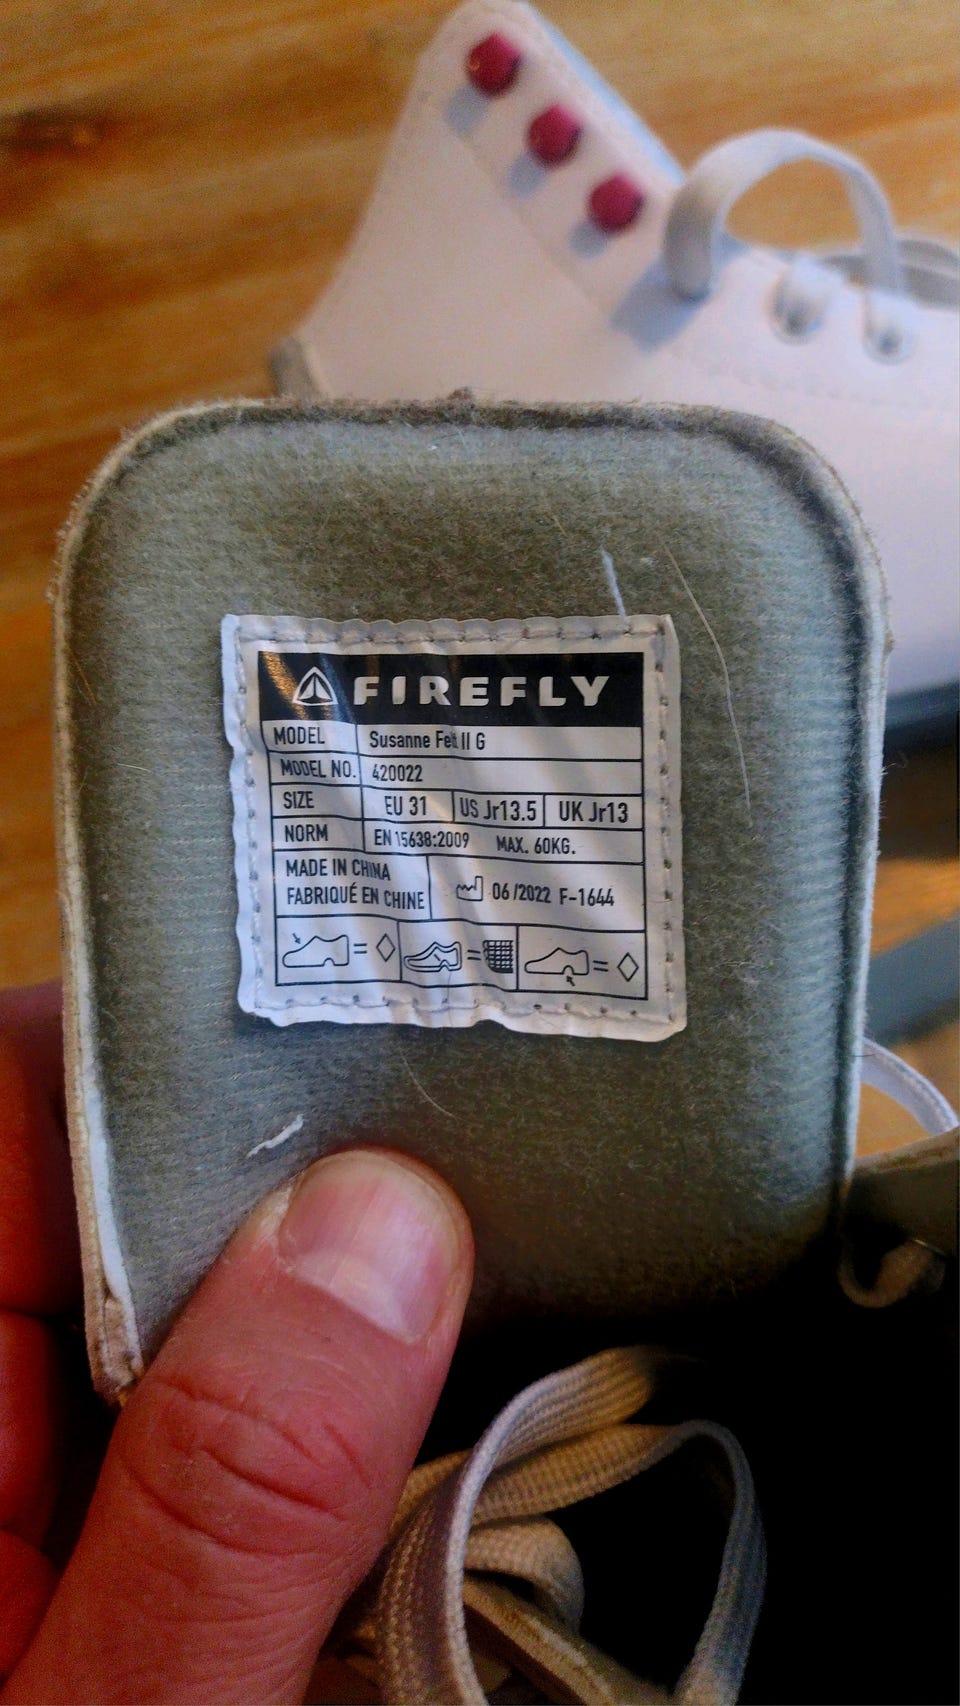 FIREFLY
MODEL Susanne Felt II G
MODEL NO. 420022
SIZE EU 31 US Jr13.5 UK Jr13
NORM EN 15638:2009 MAX. 60KG.
MADE IN CHINA
FABRIQUÉ EN CHINE 06/2022 F-1644
= =  =